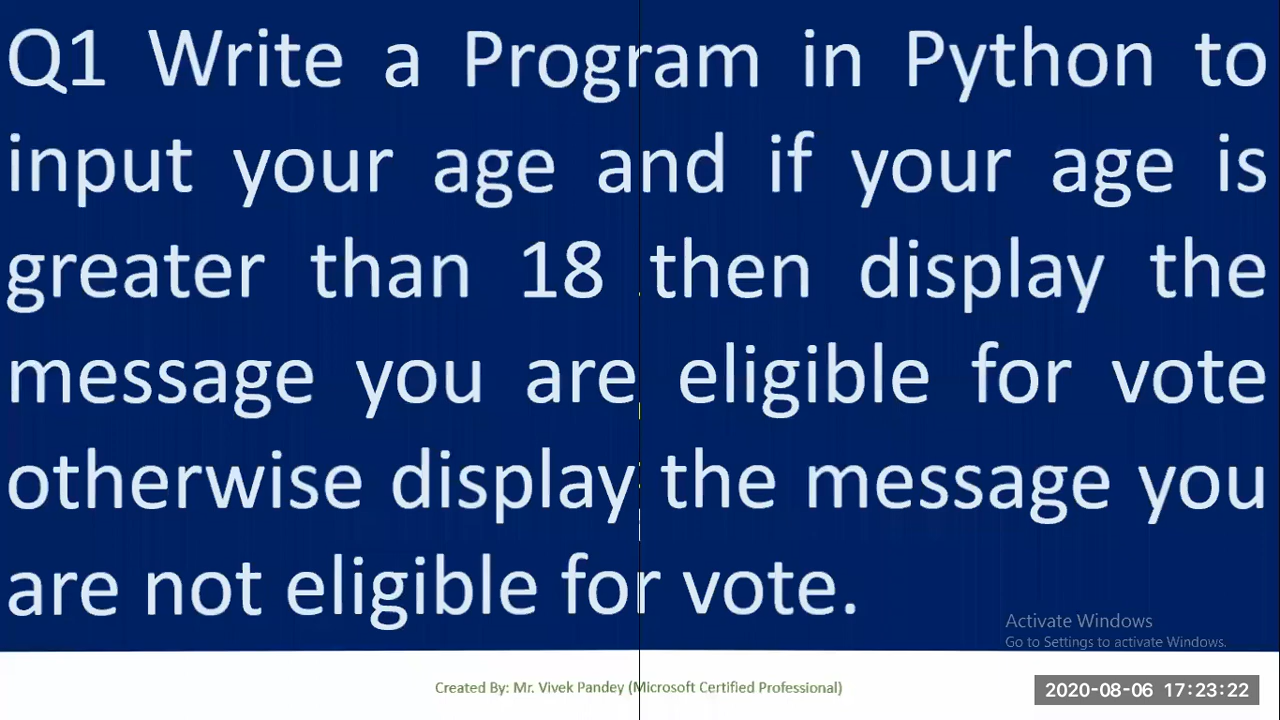 Q1 Write a Program in Python to
input your age and if your age is
greater than 18 then display the
message you are eligible for vote
otherwise display the message you
are not eligible for vote.
Activate Windows
Go to Settings to activate Windows.
Created By: Mr. Vivek Pandey (Microsoft Certified Professional)
2020-08-06 17:23:22